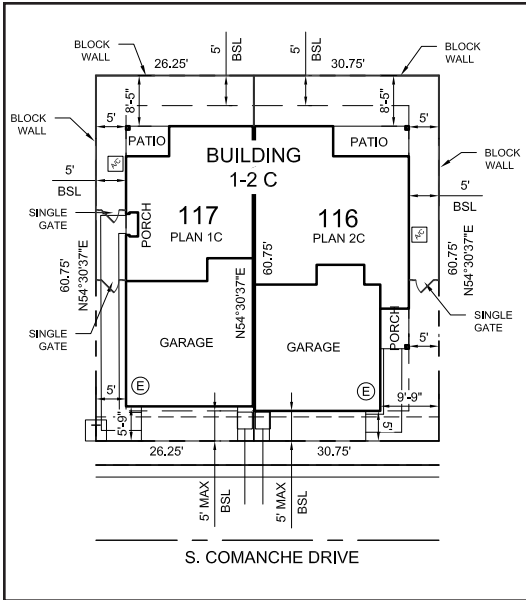 BLOCK
WALL
26.25'
5'
BSL
5'
BSL
30.75'
BLOCK
WALL
8'-5"
8'-5"
BLOCK
WALL
5'
PATIO
PATIO
5'
BLOCK
WALL
BUILDING
1-2 C
A/C
5'
BSL
5'
BSL
SINGLE
GATE
PORCH
117
PLAN 1C
116
PLAN 2C
A/C
60.75'
N54°30'37"E
N54°30'37"E
60.75'
N54°30'37"E
SINGLE
GATE
SINGLE
GATE
GARAGE
GARAGE
PORCH
5'
E
E
5'
9'-9"
5'-9"
5'
26.25'
30.75'
5' MAX
BSL
5' MAX
BSL
S. COMANCHE DRIVE